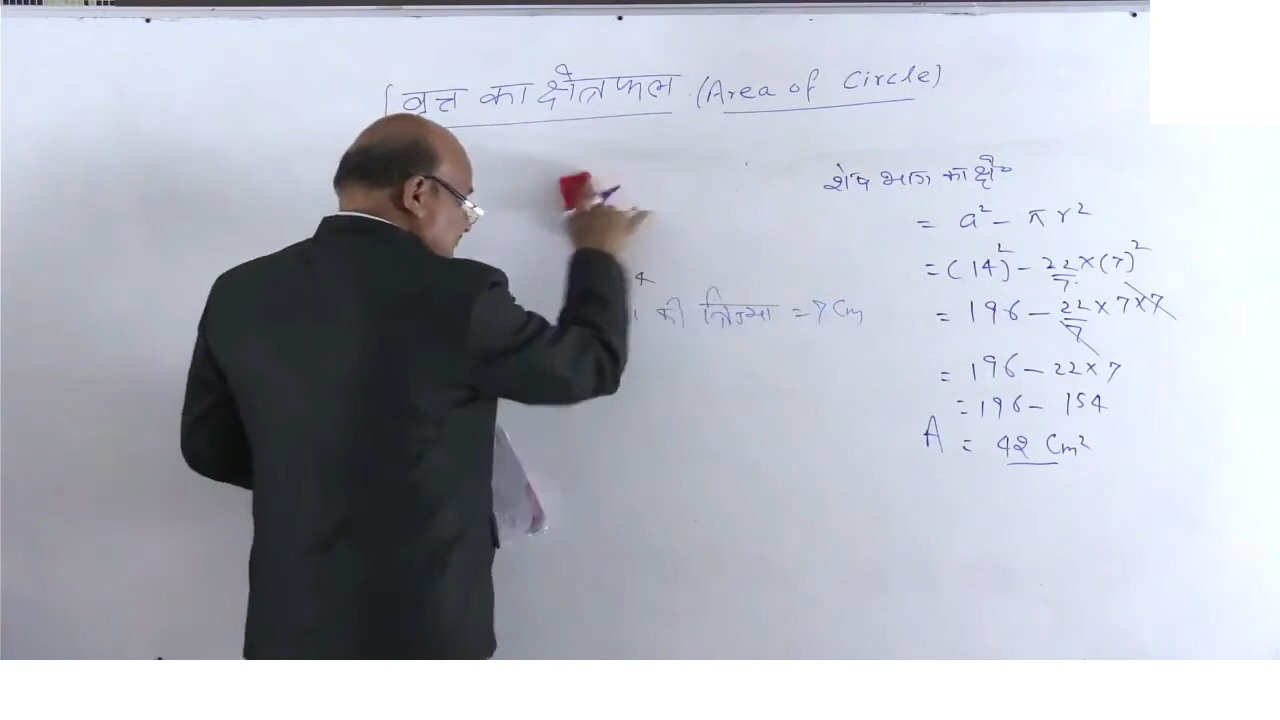 वृत्त का क्षेत्रफल (Area of Circle)
की त्रिज्या = 7 Cm
शेष भाग का क्षे०
= a² - π r²
= (14)² - 22/7 × (7)²
= 196 - 22/7 × 7 × 7
= 196 - 22 × 7
= 196 - 154
A = 42 Cm²